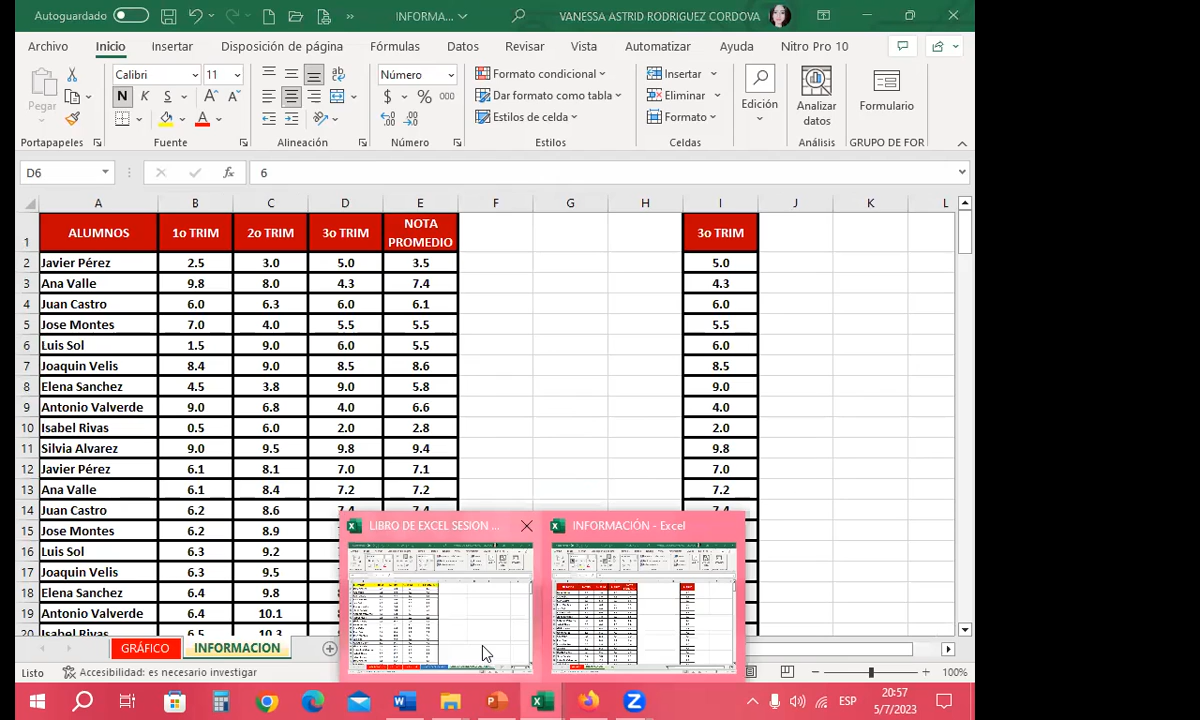 Autoguardado INFORMA... VANESSA ASTRID RODRIGUEZ CORDOVA
Archivo Inicio Insertar Disposición de página Fórmulas Datos Revisar Vista Automatizar Ayuda Nitro Pro 10
Pegar
Calibri 11
N K S
Número
$ % 000
Formato condicional
Dar formato como tabla
Estilos de celda
Insertar
Eliminar
Formato
Edición
Analizar datos
Formulario
Portapapeles Fuente Alineación Número Estilos Celdas Análisis GRUPO DE FOR
D6 fx 6
A B C D E F G H I J K L
1 ALUMNOS 1o TRIM 2o TRIM 3o TRIM NOTA PROMEDIO 3o TRIM
2 Javier Pérez 2.5 3.0 5.0 3.5 5.0
3 Ana Valle 9.8 8.0 4.3 7.4 4.3
4 Juan Castro 6.0 6.3 6.0 6.1 6.0
5 Jose Montes 7.0 4.0 5.5 5.5 5.5
6 Luis Sol 1.5 9.0 6.0 5.5 6.0
7 Joaquin Velis 8.4 9.0 8.5 8.6 8.5
8 Elena Sanchez 4.5 3.8 9.0 5.8 9.0
9 Antonio Valverde 9.0 6.8 4.0 6.6 4.0
10 Isabel Rivas 0.5 6.0 2.0 2.8 2.0
11 Silvia Alvarez 9.0 9.5 9.8 9.4 9.8
12 Javier Pérez 6.1 8.1 7.0 7.1 7.0
13 Ana Valle 6.1 8.4 7.2 7.2 7.2
14 Juan Castro 6.2 8.6 7.4 7.4 7.4
15 Jose Montes 6.2 8.9
16 Luis Sol 6.3 9.2
17 Joaquin Velis 6.3 9.5
18 Elena Sanchez 6.4 9.8
19 Antonio Valverde 6.4 10.1
20 Isabel Rivas 6.5 10.3
LIBRO DE EXCEL SESION ...
INFORMACIÓN - Excel
GRÁFICO INFORMACION
Listo Accesibilidad: es necesario investigar 100%
ESP 20:57
5/7/2023